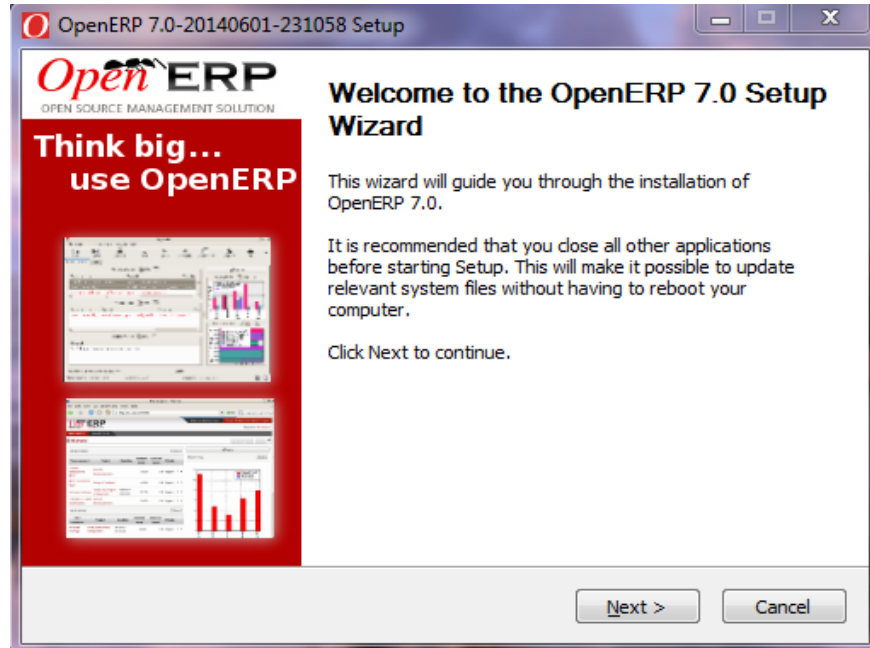 OpenERP 7.0-20140601-231058 Setup
Open ERP
OPEN SOURCE MANAGEMENT SOLUTION
Think big...
use OpenERP
Welcome to the OpenERP 7.0 Setup
Wizard
This wizard will guide you through the installation of
OpenERP 7.0.
It is recommended that you close all other applications
before starting Setup. This will make it possible to update
relevant system files without having to reboot your
computer.
Click Next to continue.
Next >
Cancel